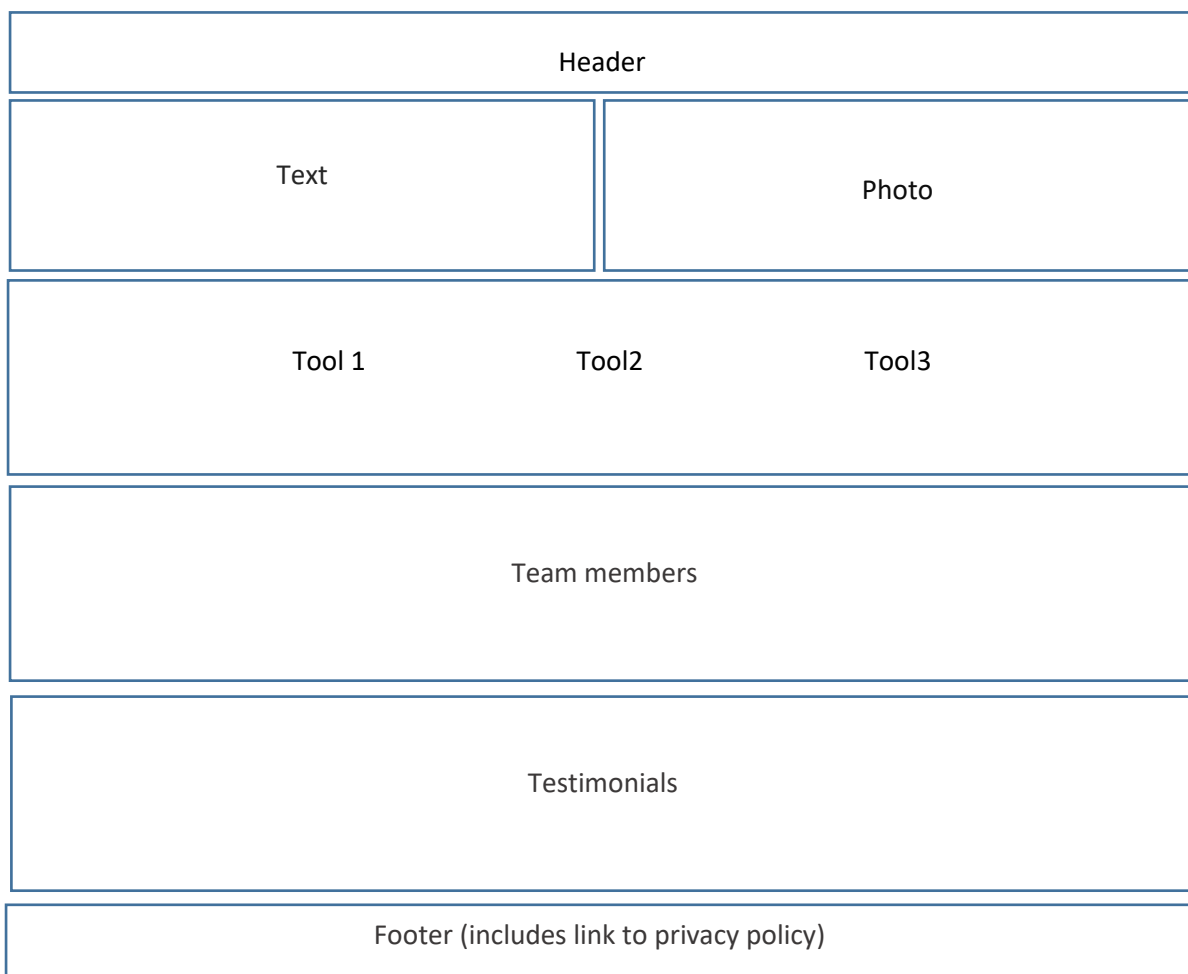 Header
Text
Photo
Tool 1 Tool2 Tool3
Team members
Testimonials
Footer (includes link to privacy policy)